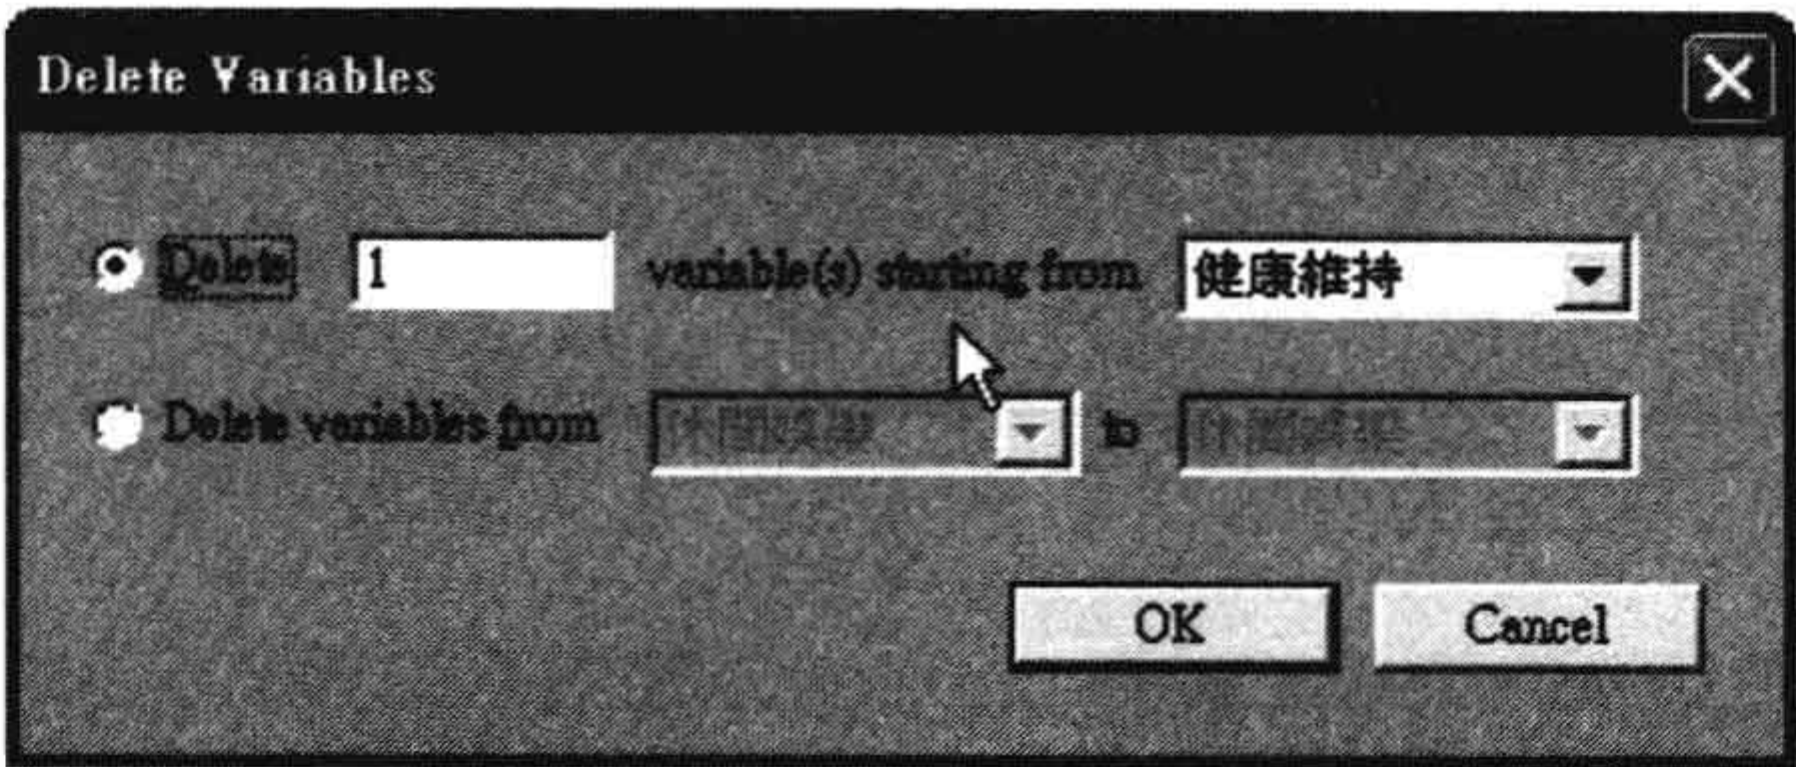 Delete Variables
Delete 1 variable(s) starting from 健康維持
Delete variables from to
OK Cancel